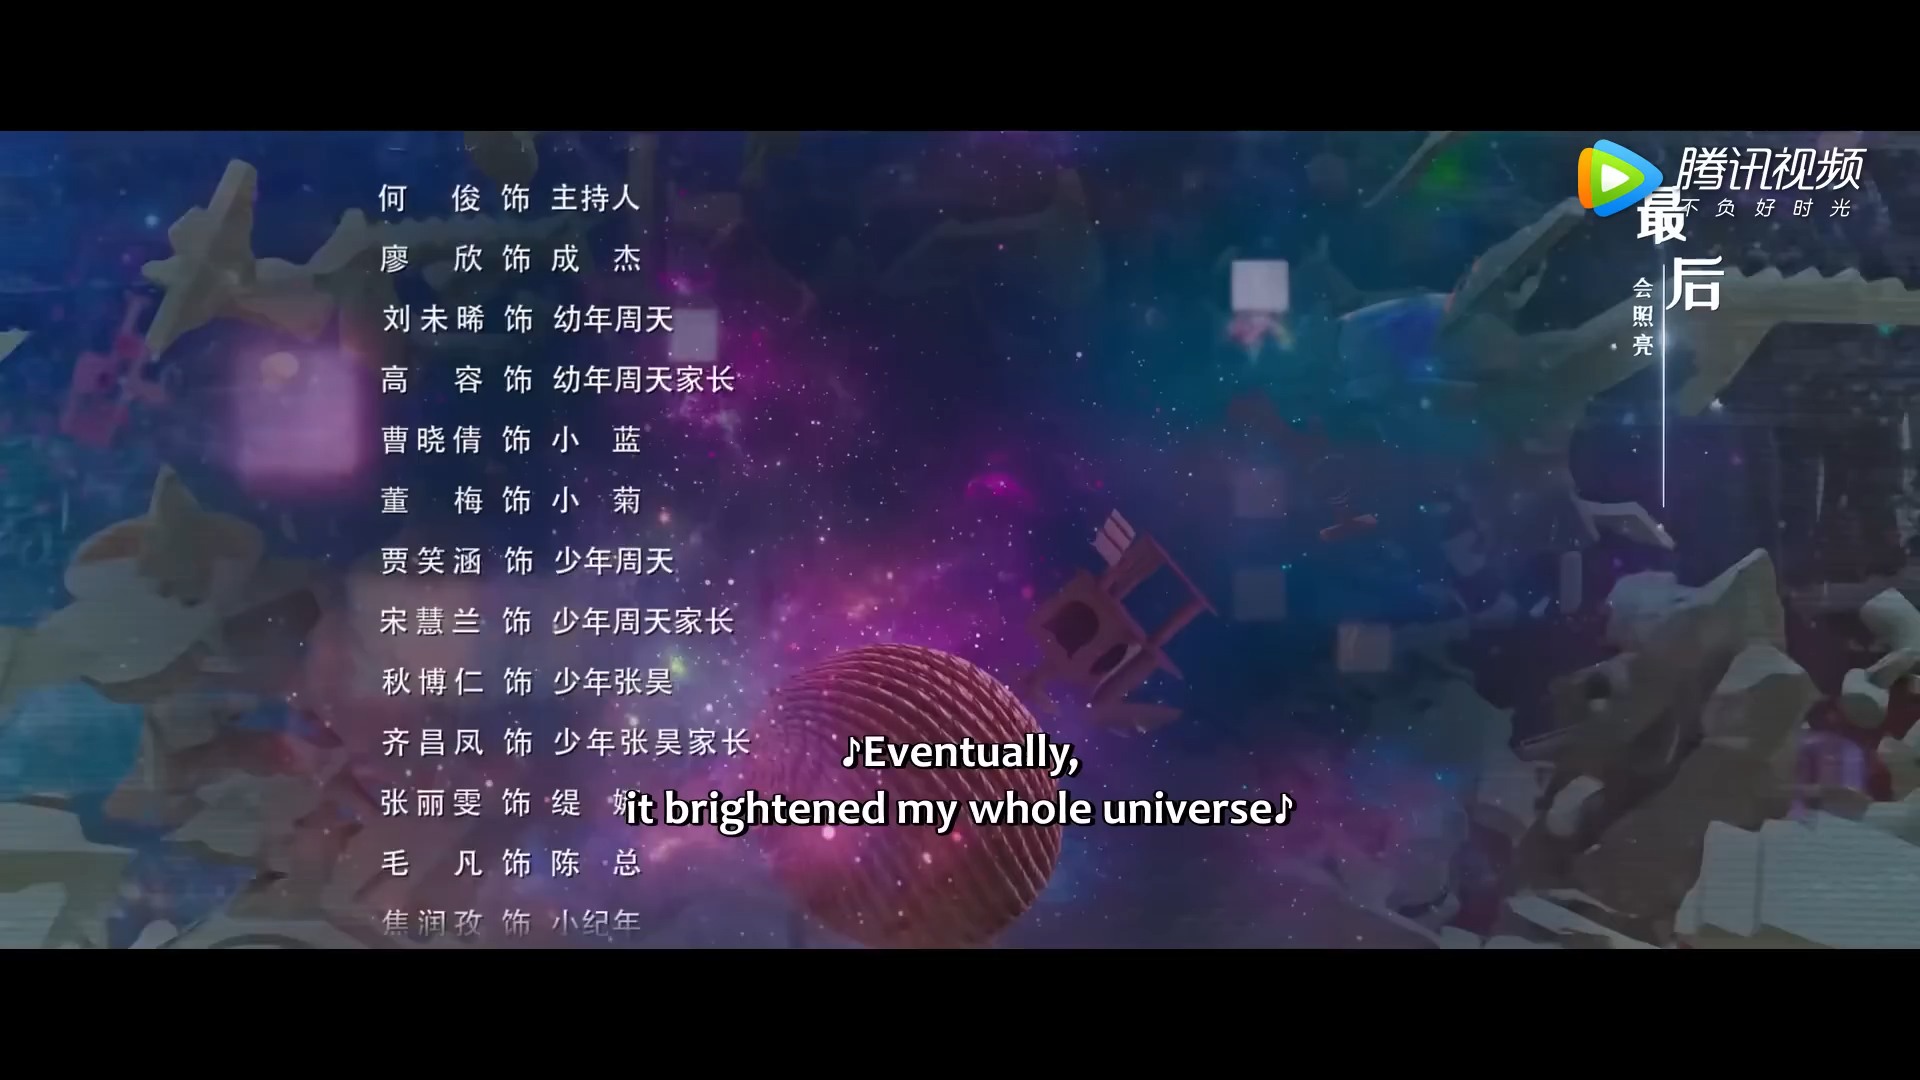 何俊 饰 主持人
廖欣 饰 成杰
刘未晞 饰 幼年周天
高容 饰 幼年周天家长
曹晓倩 饰 小蓝
董梅 饰 小菊
贾笑涵 饰 少年周天
宋慧兰 饰 少年周天家长
秋博仁 饰 少年张昊
齐昌凤 饰 少年张昊家长
张丽雯 饰 缇
毛凡 饰 陈总
焦润孜 饰 小纪年
♪Eventually,
it brightened my whole universe♪
腾讯视频
不负好时光
最后
会照亮